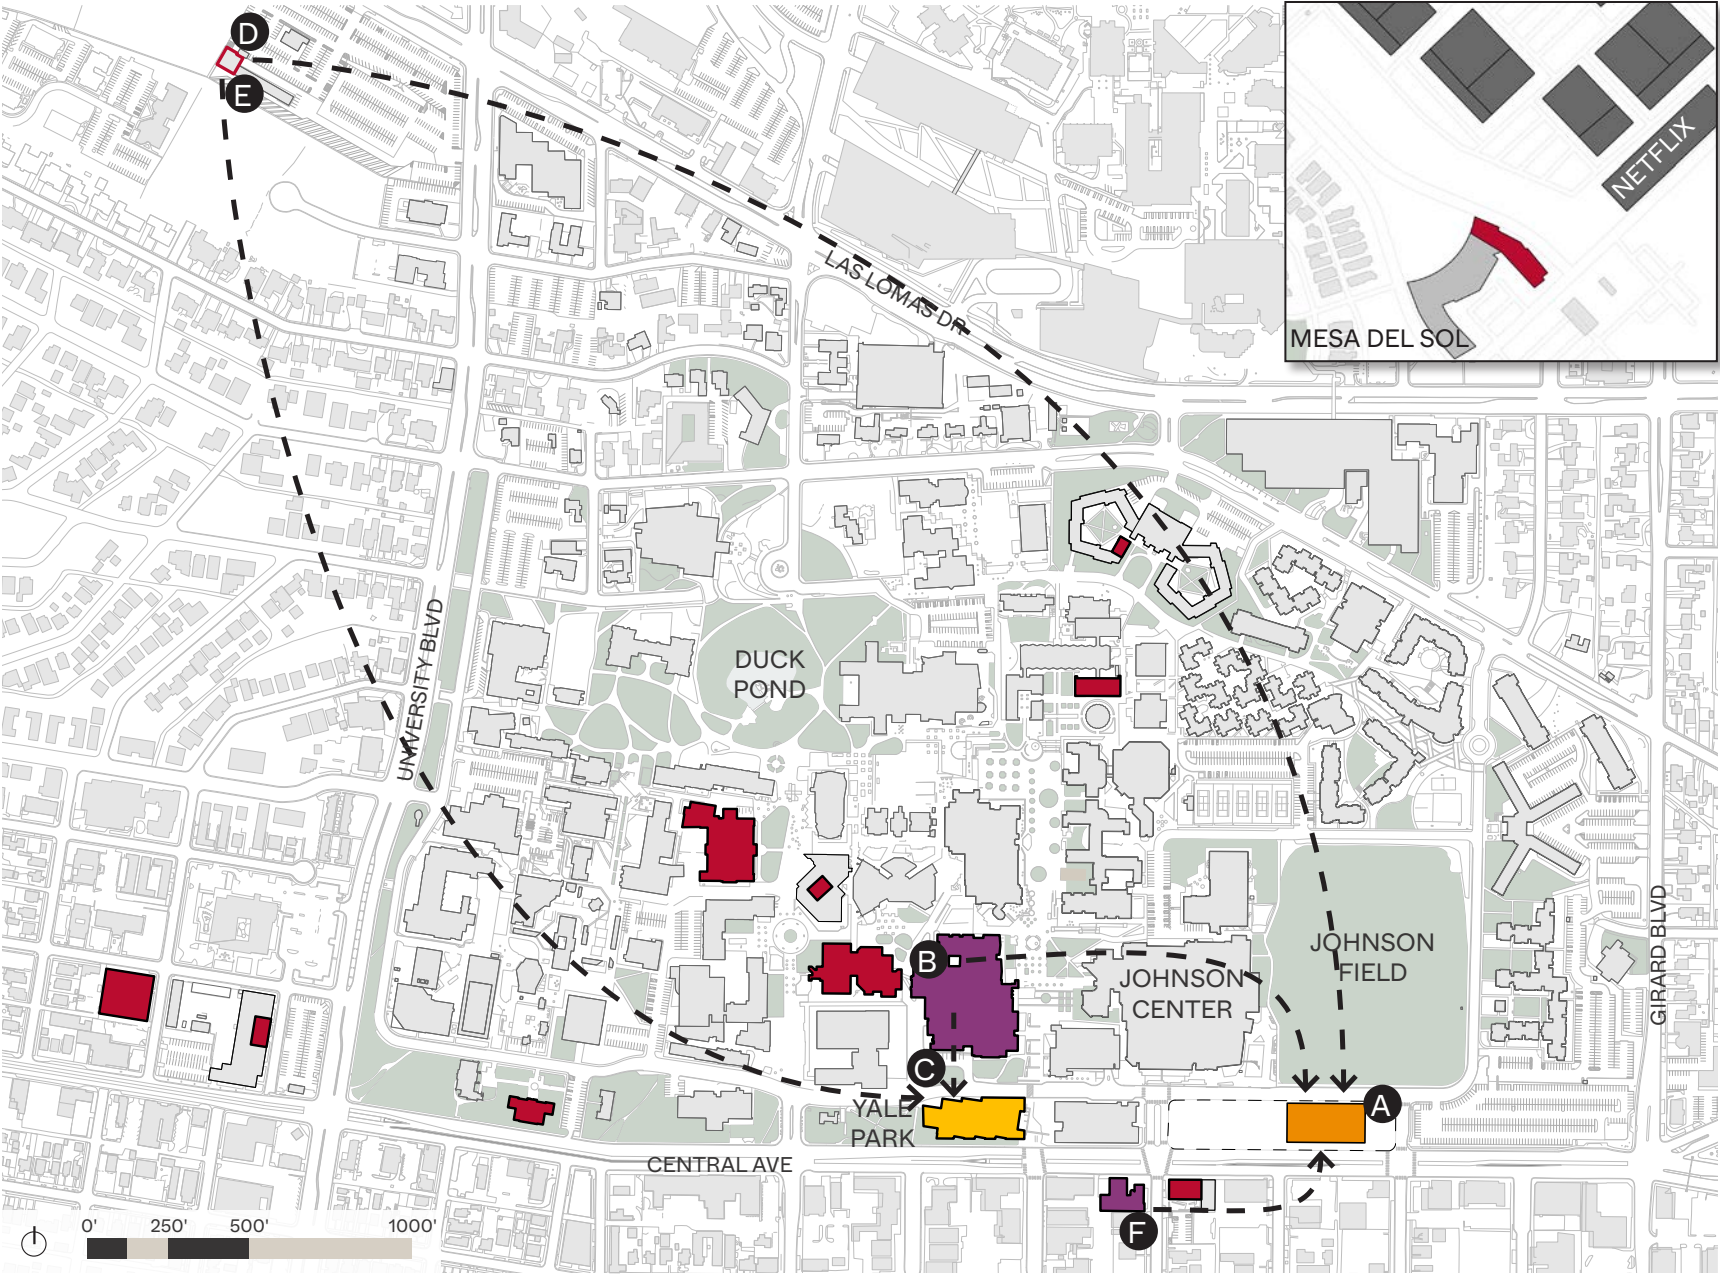 D
E
NETFLIX
MESA DEL SOL
LAS LOMAS DR
UNIVERSITY BLVD
DUCK
POND
JOHNSON
FIELD
GIRARD BLVD
B
JOHNSON
CENTER
C
YALE
PARK
A
CENTRAL AVE
F
0' 250' 500' 1000'